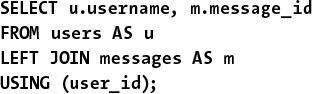 SELECT u.username, m.message_id
FROM users AS u
LEFT JOIN messages AS m
USING (user_id);